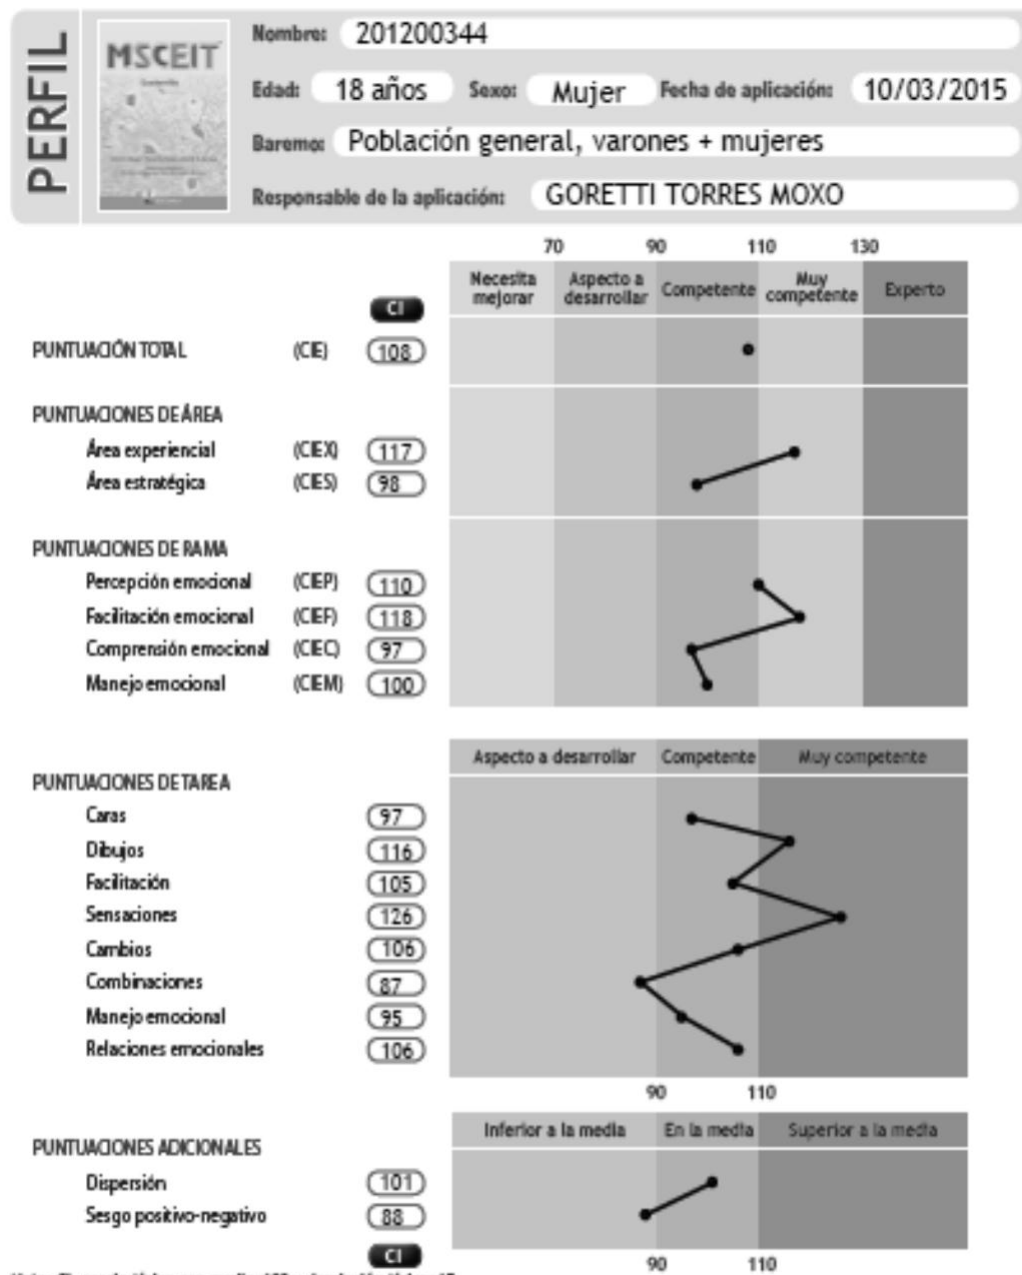 PERFIL
MSCEIT
Nombre: 201200344
Edad: 18 años Sexo: Mujer Fecha de aplicación: 10/03/2015
Baremo: Población general, varones + mujeres
Responsable de la aplicación: GORETTI TORRES MOXO
70 90 110 130
Necesita mejorar Aspecto a desarrollar Competente Muy competente Experto
CI
PUNTUACIÓN TOTAL (CIE) 108
PUNTUACIONES DE ÁREA
Área experiencial (CIEX) 117
Área estratégica (CIES) 98
PUNTUACIONES DE RAMA
Percepción emocional (CIEP) 110
Facilitación emocional (CIEF) 118
Comprensión emocional (CIEC) 97
Manejo emocional (CIEM) 100
Aspecto a desarrollar Competente Muy competente
PUNTUACIONES DE TAREA
Caras 97
Dibujos 116
Facilitación 105
Sensaciones 126
Cambios 106
Combinaciones 87
Manejo emocional 95
Relaciones emocionales 106
90 110
Inferior a la media En la media Superior a la media
PUNTUACIONES ADICIONALES
Dispersión 101
Sesgo positivo-negativo 88
CI
90 110